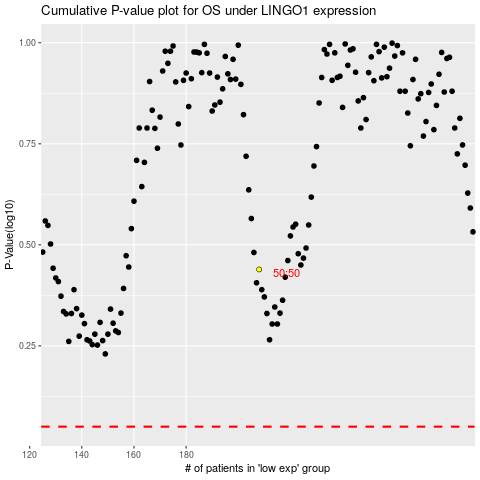 Cumulative P-value plot for OS under LINGO1 expression
P-Value(log10)
1.00
0.75
0.50
0.25
50:50
120 140 160 180
# of patients in 'low exp' group